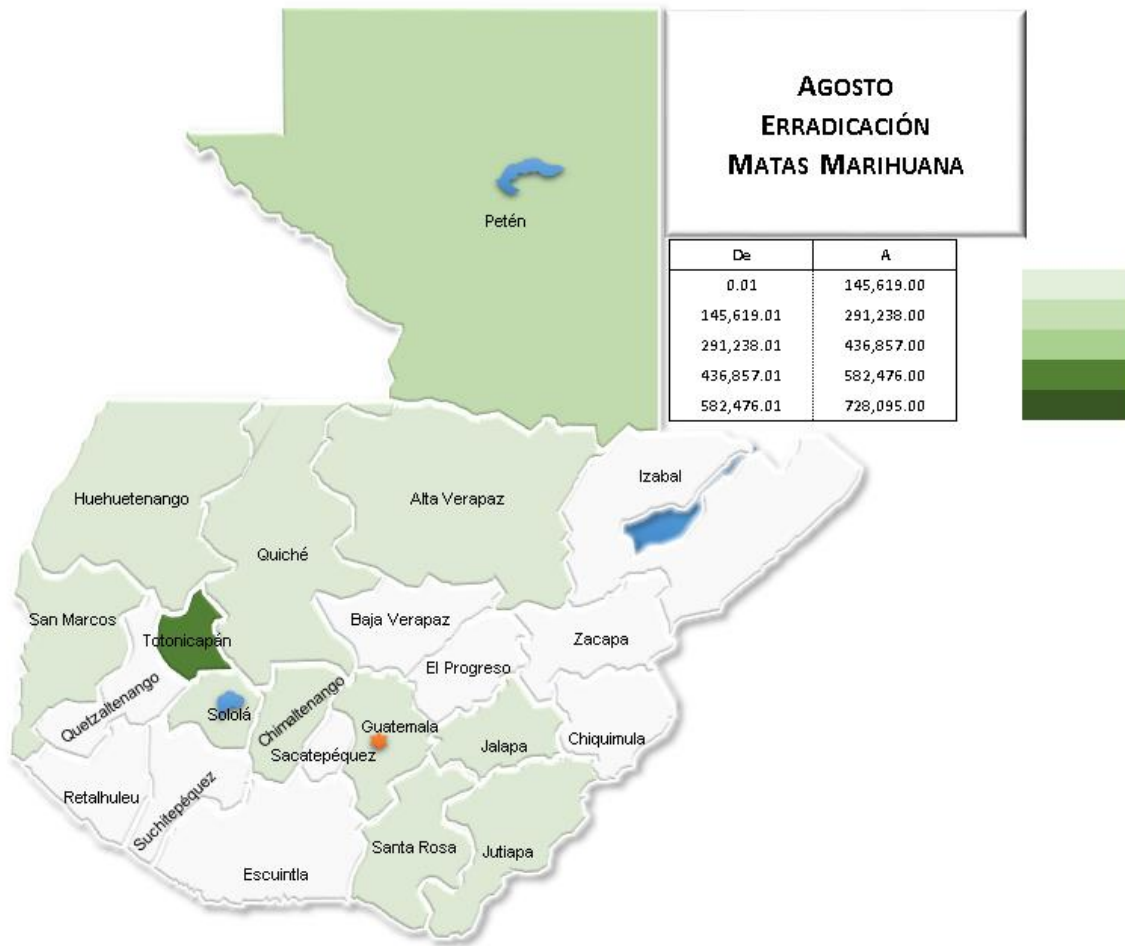 AGOSTO
ERRADICACIÓN
MATAS MARIHUANA
De A
0.01 145,619.00
145,619.01 291,238.00
291,238.01 436,857.00
436,857.01 582,476.00
582,476.01 728,095.00
Petén
Izabal
Huehuetenango
Alta Verapaz
Quiché
San Marcos
Baja Verapaz
Totonicapán
Zacapa
El Progreso
Quetzaltenango
Sololá
Chimaltenango
Guatemala
Sacatepéquez
Jalapa
Chiquimula
Retalhuleu
Suchitepéquez
Santa Rosa
Jutiapa
Escuintla